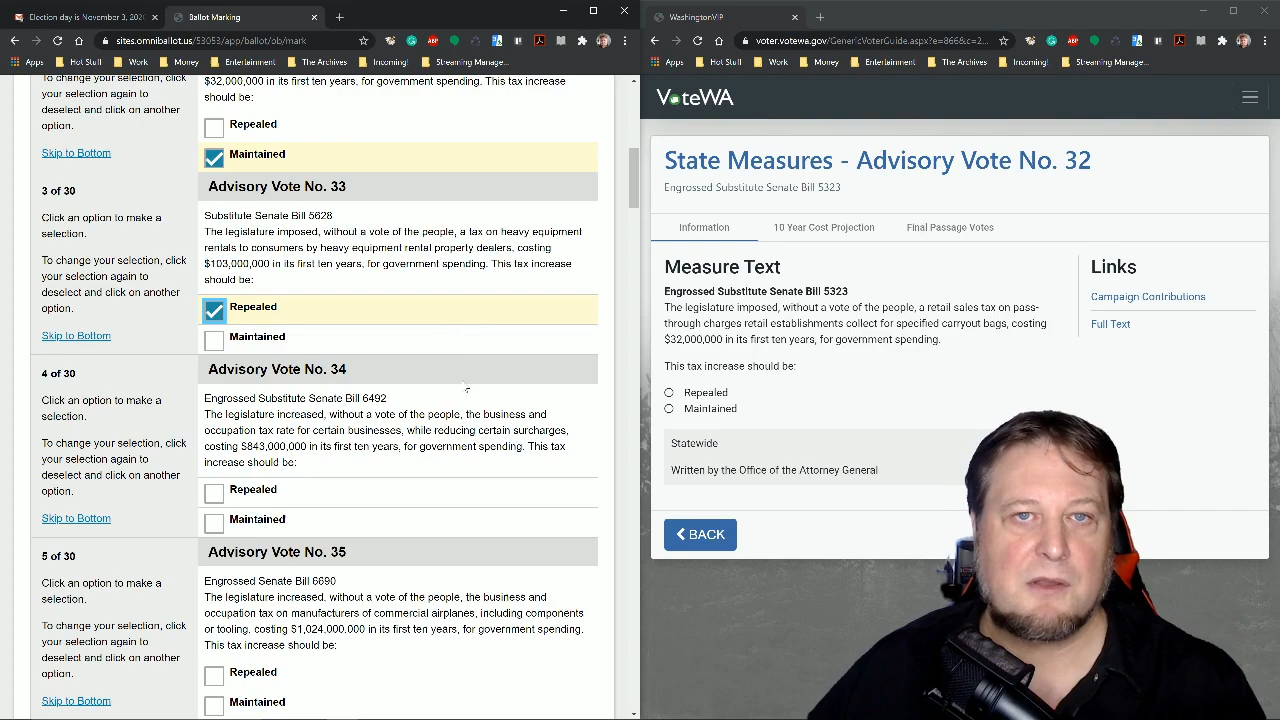 Election day is November 3, 202
Ballot Marking
sites.omniballot.us/53053/app/ballot/ob/mark
Apps
Hot Stuff
Work
Money
Entertainment
The Archives
Incoming!
Streaming Manage...
To change your selection, click
your selection again to
deselect and click on another
option.
Skip to Bottom
$32,000,000 in its first ten years, for government spending. This tax increase
should be:
Repealed
Maintained
3 of 30
Click an option to make a
selection.
To change your selection, click
your selection again to
deselect and click on another
option.
Skip to Bottom
Advisory Vote No. 33
Substitute Senate Bill 5628
The legislature imposed, without a vote of the people, a tax on heavy equipment
rentals to consumers by heavy equipment rental property dealers, costing
$103,000,000 in its first ten years, for government spending. This tax increase
should be:
Repealed
Maintained
4 of 30
Click an option to make a
selection.
To change your selection, click
your selection again to
deselect and click on another
option.
Skip to Bottom
Advisory Vote No. 34
Engrossed Substitute Senate Bill 6492
The legislature increased, without a vote of the people, the business and
occupation tax rate for certain businesses, while reducing certain surcharges,
costing $843,000,000 in its first ten years, for government spending. This tax
increase should be:
Repealed
Maintained
5 of 30
Click an option to make a
selection.
To change your selection, click
your selection again to
deselect and click on another
option.
Skip to Bottom
Advisory Vote No. 35
Engrossed Senate Bill 6690
The legislature increased, without a vote of the people, the business and
occupation tax on manufacturers of commercial airplanes, including components
or tooling, costing $1,024,000,000 in its first ten years, for government spending.
This tax increase should be:
Repealed
Maintained
WashingtonVIP
voter.votewa.gov/GenericVoterGuide.aspx?e=866&c=2...
Apps
Hot Stuff
Work
Money
Entertainment
The Archives
Incoming!
Streaming Manage...
VoteWA
State Measures - Advisory Vote No. 32
Engrossed Substitute Senate Bill 5323
Information
10 Year Cost Projection
Final Passage Votes
Measure Text
Engrossed Substitute Senate Bill 5323
The legislature imposed, without a vote of the people, a retail sales tax on pass-
through charges retail establishments collect for specified carryout bags, costing
$32,000,000 in its first ten years, for government spending.
This tax increase should be:
Repealed
Maintained
Statewide
Written by the Office of the Attorney General
BACK
Links
Campaign Contributions
Full Text